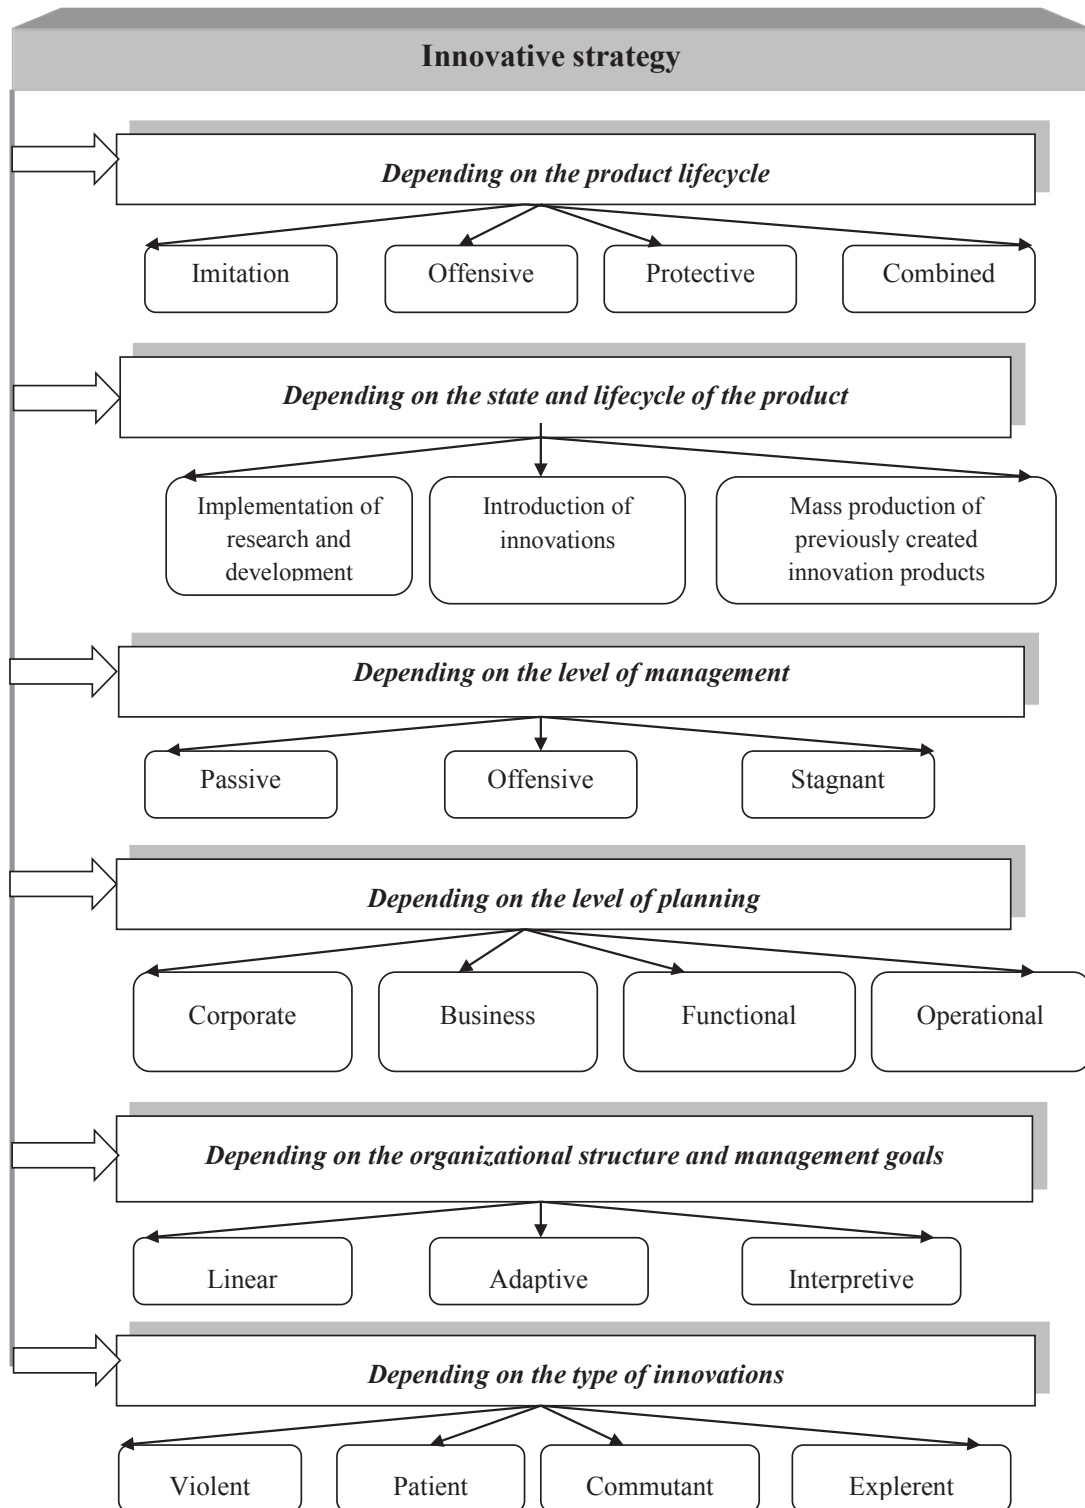 Innovative strategy
Depending on the product lifecycle
Imitation
Offensive
Protective
Combined
Depending on the state and lifecycle of the product
Implementation of
research and
development
Introduction of
innovations
Mass production of
previously created
innovation products
Depending on the level of management
Passive
Offensive
Stagnant
Depending on the level of planning
Corporate
Business
Functional
Operational
Depending on the organizational structure and management goals
Linear
Adaptive
Interpretive
Depending on the type of innovations
Violent
Patient
Commutant
Explerent